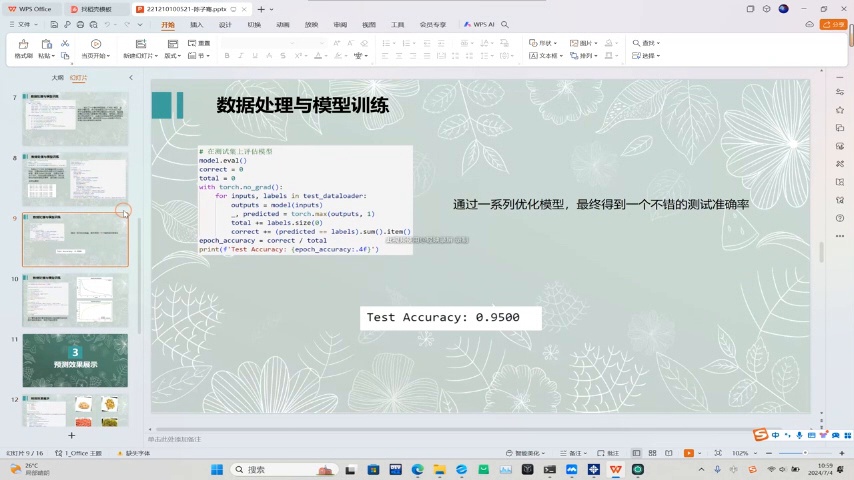 WPS Office
我稻壳模板
文件
开始
插入
设计
切换
动画
放映
审阅
视图
工具
会员专享
WPS AI
分享
格式刷
粘贴
当页开始
新建幻灯片
版式
重置
节
形状
图片
查找
文本框
排列
选择
大纲
幻灯片
7
8
9
10
11
3
预测效果展示
12
数据处理与模型训练
# 在测试集上评估模型
model.eval()
correct = 0
total = 0
with torch.no_grad():
for inputs, labels in test_dataloader:
outputs = model(inputs)
_, predicted = torch.max(outputs, 1)
total += labels.size(0)
correct += (predicted == labels).sum().item()
epoch_accuracy = correct / total
print(f'Test Accuracy: {epoch_accuracy:.4f}')
通过一系列优化模型，最终得到一个不错的测试准确率
Test Accuracy: 0.9500
单击此处添加备注
幻灯片 9 / 16
1_Office 主题
缺失字体
智能美化
备注
批注
102%
26°C
搜索
中
10:59
2024/7/4